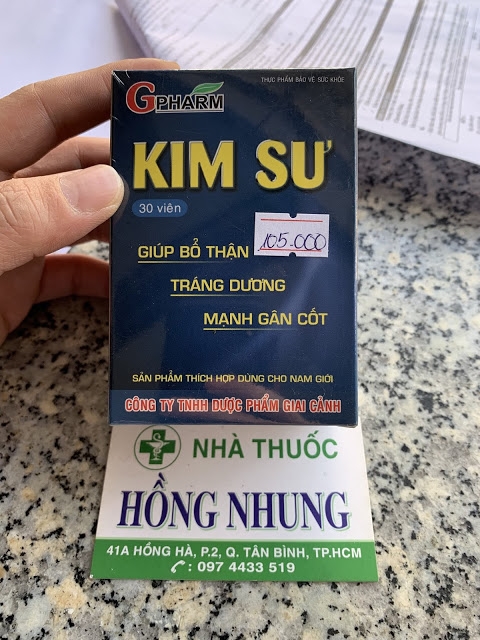 THỰC PHẨM BẢO VỆ SỨC KHỎE
GPHARM
KIM SƯ
30 viên
105.000
GIÚP BỔ THẬN
TRÁNG DƯƠNG
MẠNH GÂN CỐT
SẢN PHẨM THÍCH HỢP DÙNG CHO NAM GIỚI
CÔNG TY TNHH DƯỢC PHẨM GIAI CẢNH
NHÀ THUỐC
HỒNG NHUNG
41A HỒNG HÀ, P.2, Q. TÂN BÌNH, TP.HCM
: 097 4433 519